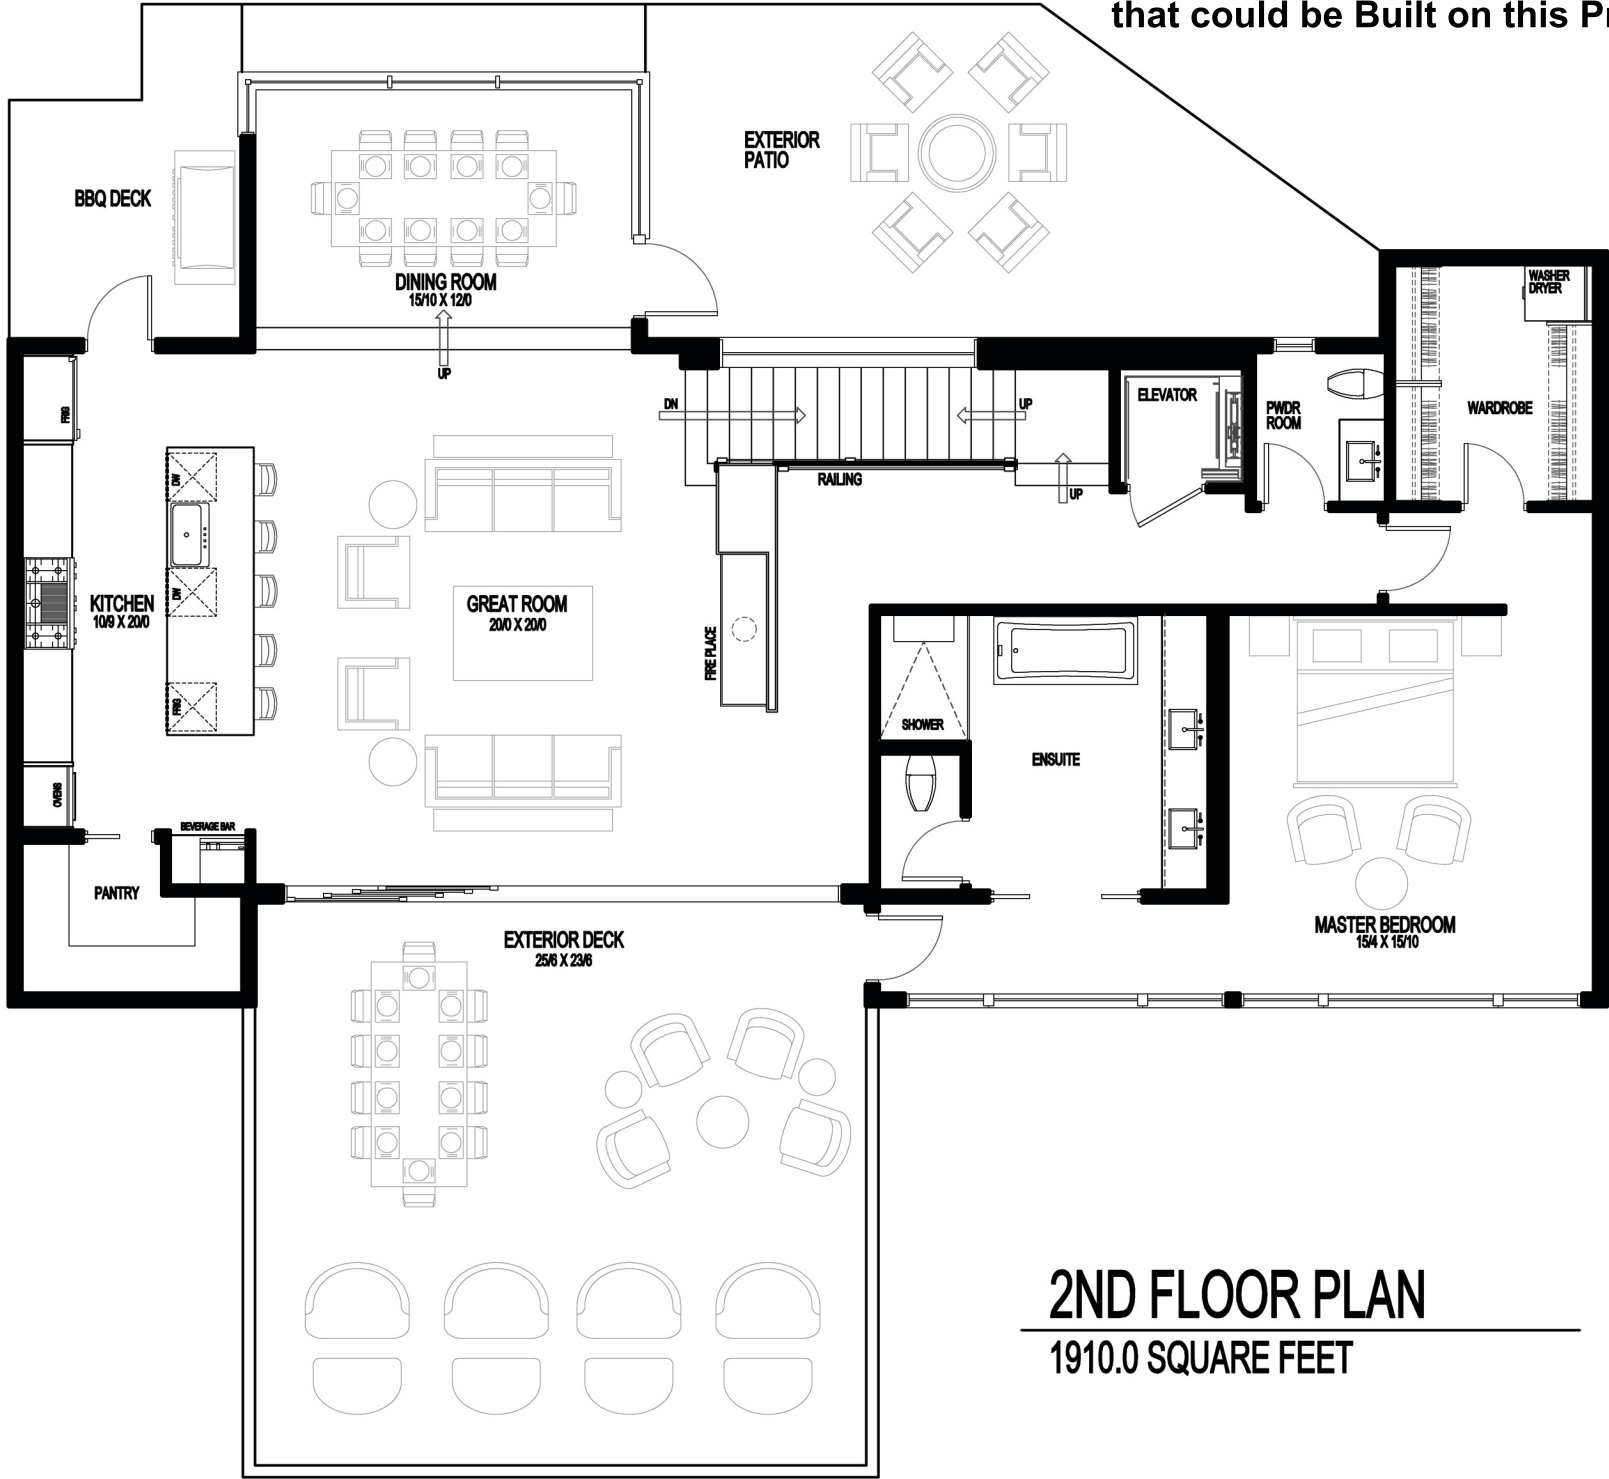 that could be Built on this Pr
EXTERIOR
PATIO
BBQ DECK
DINING ROOM
15/10 X 12/0
UP
WASHER
DRYER
FRIG
DN
UP
ELEVATOR
PWDR
ROOM
WARDROBE
RAILING
UP
DW
DW
KITCHEN
10/9 X 20/0
GREAT ROOM
20/0 X 20/0
FIRE PLACE
FRIG
SHOWER
ENSUITE
OVENS
BEVERAGE BAR
PANTRY
EXTERIOR DECK
25/6 X 23/6
MASTER BEDROOM
15/4 X 15/10
2ND FLOOR PLAN
1910.0 SQUARE FEET